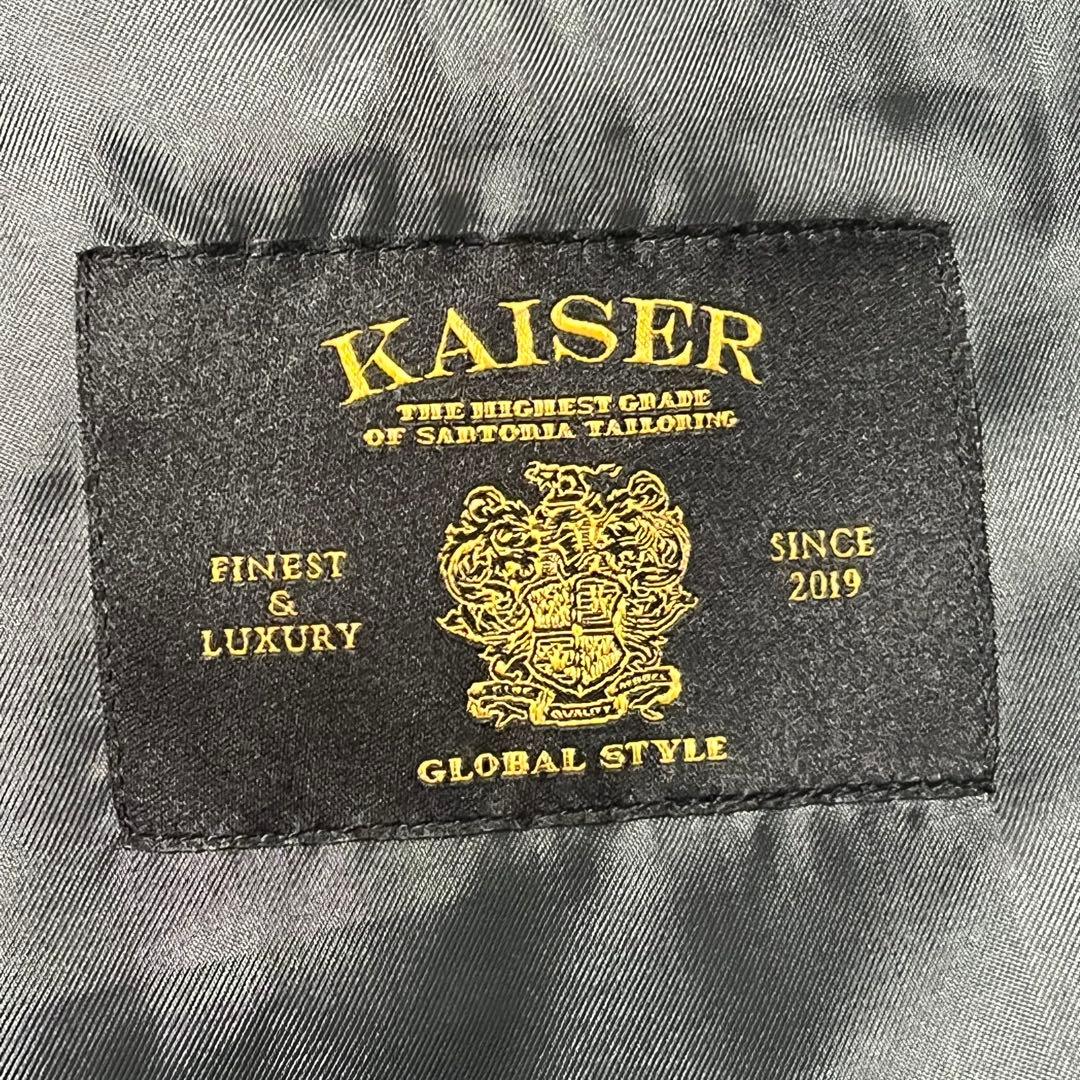 KAISER
THE HIGHEST GRADE
OF SARTORIA TAILORING
FINEST
&
LUXURY
SINCE
2019
QUALITY
GLOBAL STYLE